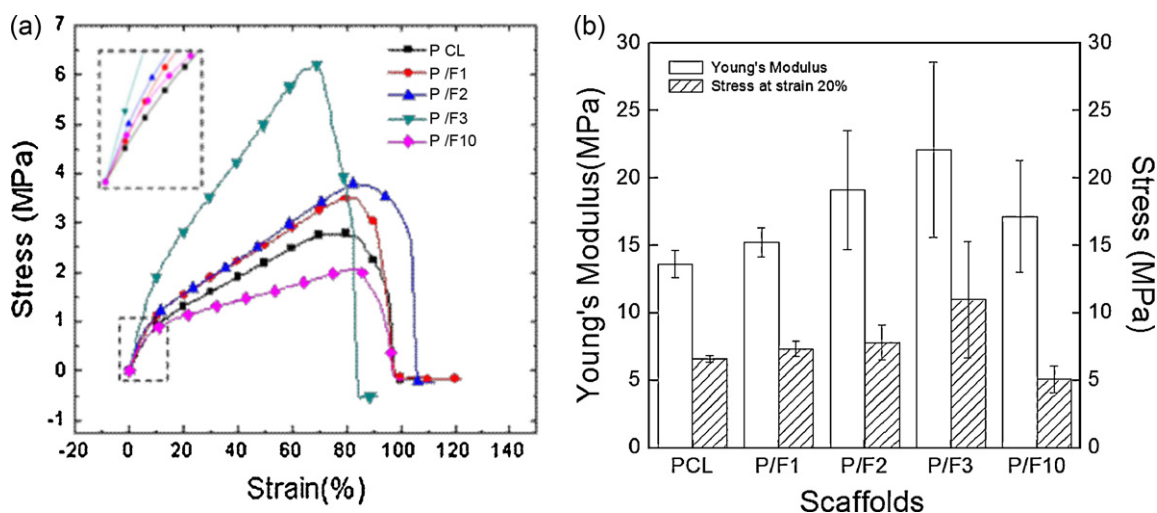 (a)
7
6
5
4
3
2
1
0
-1
Stress (MPa)
P CL
P /F1
P /F2
P /F3
P /F10
-20 0 20 40 60 80 100 120 140
Strain(%)
(b)
30
25
20
15
10
5
0
Young's Modulus(MPa)
Young's Modulus
Stress at strain 20%
30
25
20
15
10
5
0
Stress (MPa)
PCL P/F1 P/F2 P/F3 P/F10
Scaffolds